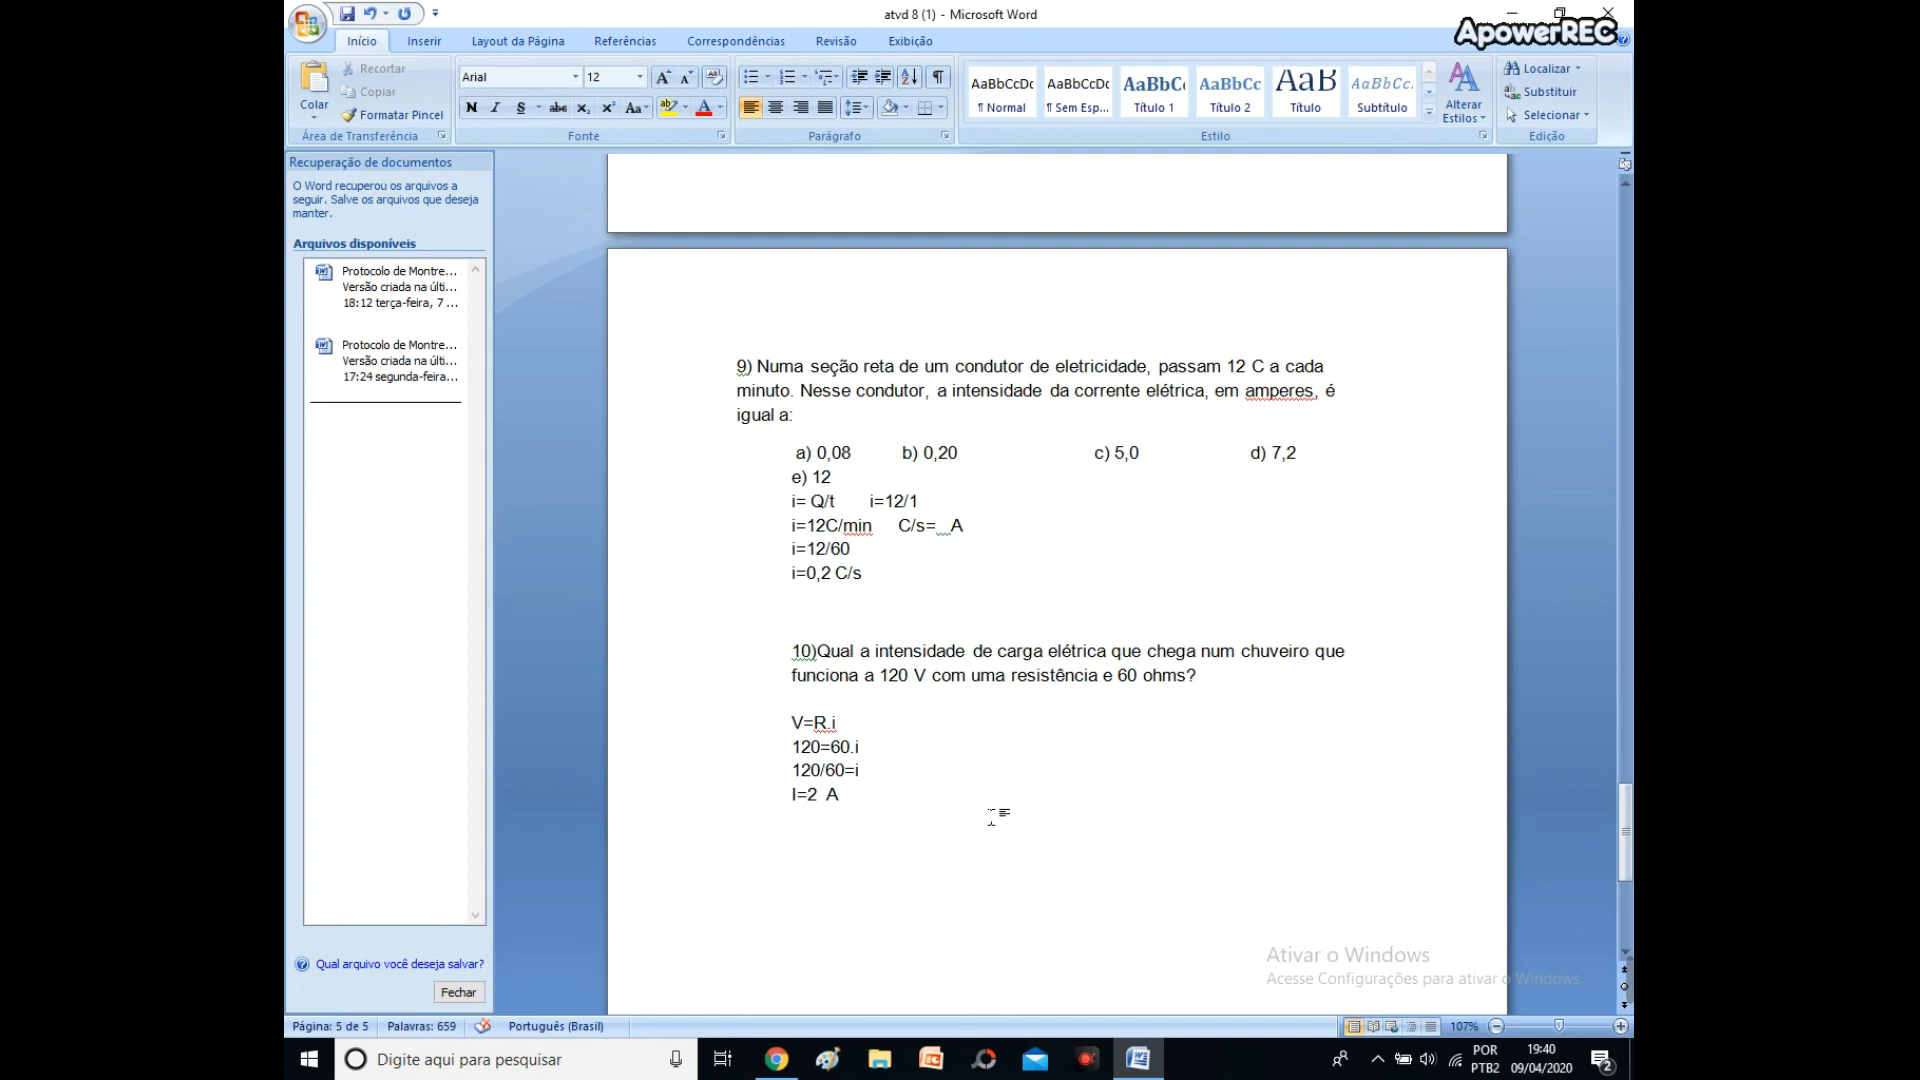 atvd 8 (1) - Microsoft Word
ApowerREC
Início Inserir Layout da Página Referências Correspondências Revisão Exibição
Colar
Recortar
Copiar
Formatar Pincel
Área de Transferência
Arial 12
N I S abc x₂ x² Aa
Fonte
Parágrafo
AaBbCcDc AaBbCcDc AaBbC AaBbCc AaB AaBbCc.
¶ Normal ¶ Sem Esp... Título 1 Título 2 Título Subtítulo
Alterar
Estilos
Estilo
Localizar
Substituir
Selecionar
Edição
Recuperação de documentos
O Word recuperou os arquivos a
seguir. Salve os arquivos que deseja
manter.
Arquivos disponíveis
Protocolo de Montre...
Versão criada na últi...
18:12 terça-feira, 7 ...
Protocolo de Montre...
Versão criada na últi...
17:24 segunda-feira...
Qual arquivo você deseja salvar?
Fechar
9) Numa seção reta de um condutor de eletricidade, passam 12 C a cada
minuto. Nesse condutor, a intensidade da corrente elétrica, em amperes, é
igual a:
a) 0,08 b) 0,20 c) 5,0 d) 7,2
e) 12
i= Q/t i=12/1
i=12C/min C/s= A
i=12/60
i=0,2 C/s
10)Qual a intensidade de carga elétrica que chega num chuveiro que
funciona a 120 V com uma resistência e 60 ohms?
V=R.i
120=60.i
120/60=i
I=2 A
Ativar o Windows
Acesse Configurações para ativar o Windows.
Página: 5 de 5 Palavras: 659 Português (Brasil) 107%
Digite aqui para pesquisar
POR
PTB2
19:40
09/04/2020
2